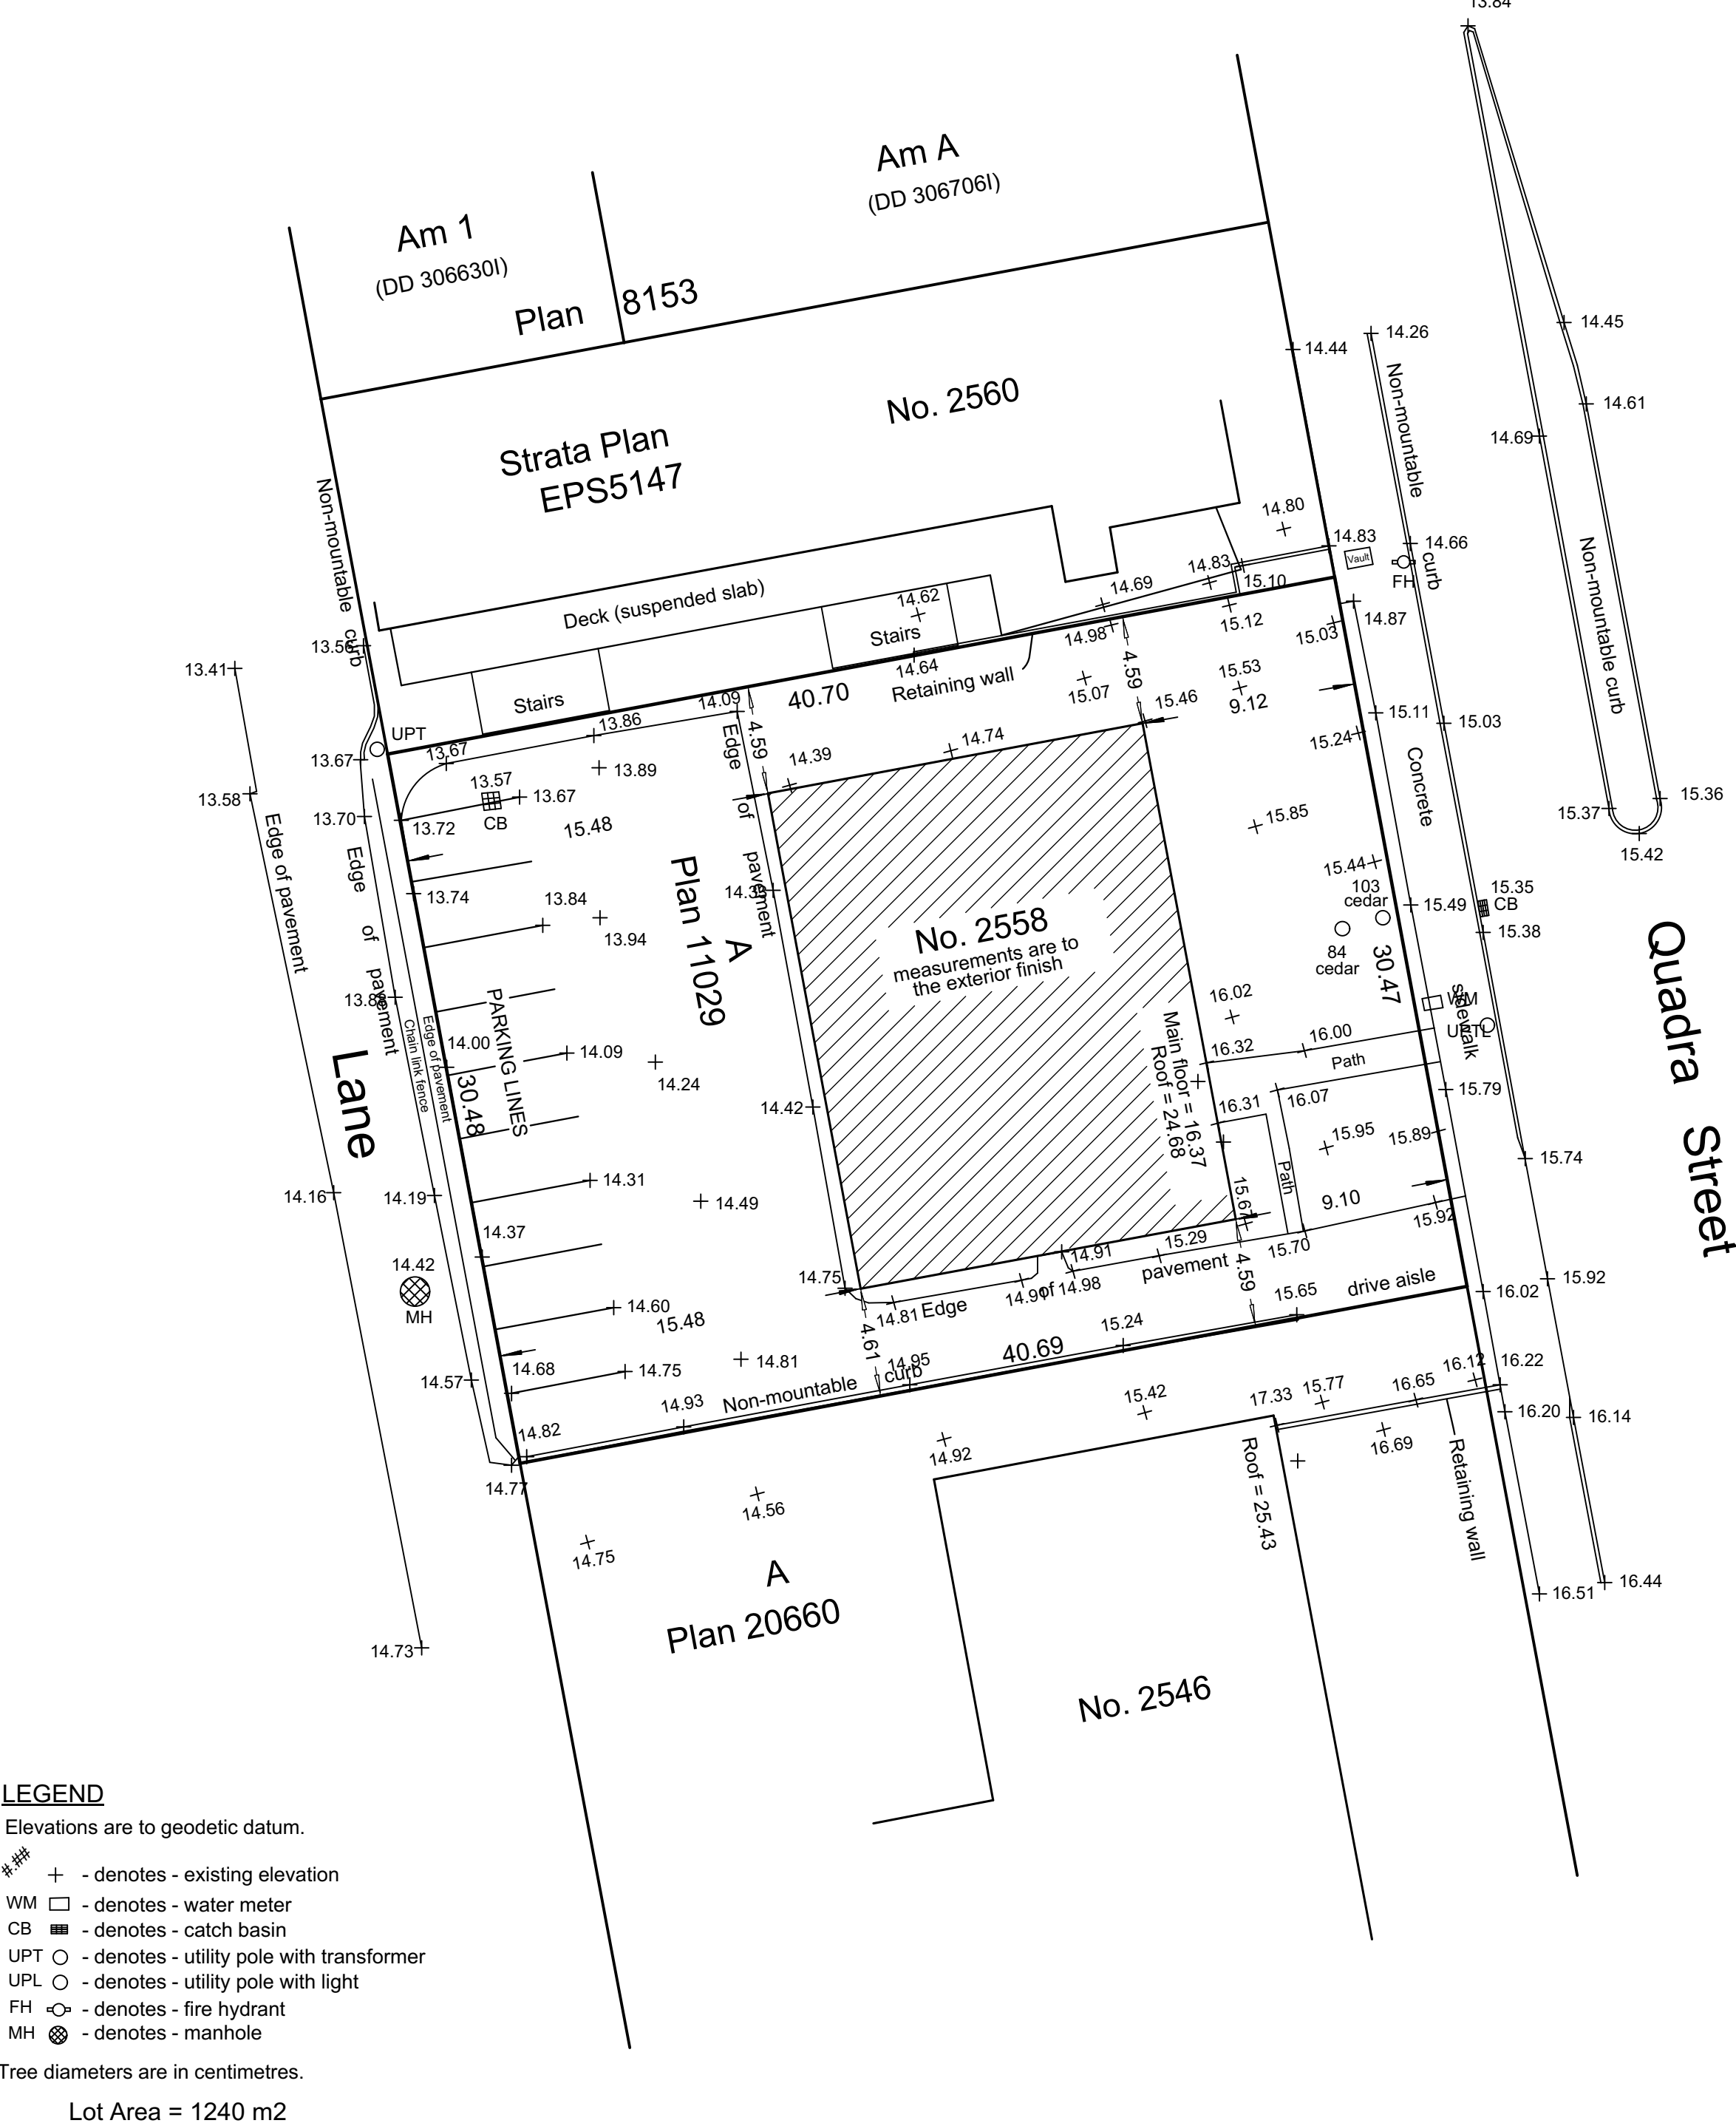 13.84
Am A
(DD 306706I)
Am 1
(DD 306630I)
Plan 8153
14.45
14.26
14.44
14.61
14.69
No. 2560
Strata Plan
EPS5147
Non-mountable curb
Non-mountable curb
Non-mountable curb
14.80
14.83
14.66
Vault
FH
14.83
15.10
14.69
14.62
Deck (suspended slab)
Stairs
14.64
14.98
15.12
15.03
14.87
13.56
13.41
Stairs
14.09
40.70
Retaining wall
4.59
15.07
15.53
15.46
9.12
15.11
15.03
15.24
UPT
13.67
13.67
13.86
Edge of pavement
4.59
14.39
14.74
13.89
13.57
13.67
CB
13.58
13.70
13.72
15.48
15.85
Concrete sidewalk
15.37
15.36
15.42
Edge of pavement
Edge of pavement
13.74
13.84
13.94
Plan 11029
A
No. 2558
measurements are to
the exterior finish
15.44
103
cedar
84
cedar
15.49
15.35
CB
15.38
30.47
Quadra Street
PARKING LINES
Chain link fence
Edge of pavement
14.00
30.48
14.09
14.24
14.42
Lane
Main floor = 16.37
Roof = 24.68
16.02
16.32
16.00
Path
WM
16.31
16.07
15.79
15.95
15.89
15.74
Path
14.16
14.19
14.31
14.49
14.37
15.67
9.10
15.92
14.42
MH
14.75
14.91
15.29
15.70
pavement
14.81
Edge
14.91
of
14.98
4.59
15.65
drive aisle
16.02
15.92
14.60
15.48
4.61
15.24
40.69
14.68
14.75
14.81
14.95
14.57
14.93
Non-mountable curb
14.82
14.77
14.92
15.42
17.33
15.77
16.65
16.12
16.22
16.20
16.14
16.69
Roof = 25.43
Retaining wall
14.56
14.75
A
Plan 20660
16.51
16.44
14.73
No. 2546
LEGEND
Elevations are to geodetic datum.
#.## - denotes - existing elevation
WM - denotes - water meter
CB - denotes - catch basin
UPT - denotes - utility pole with transformer
UPL - denotes - utility pole with light
FH - denotes - fire hydrant
MH - denotes - manhole
Tree diameters are in centimetres.
Lot Area = 1240 m2